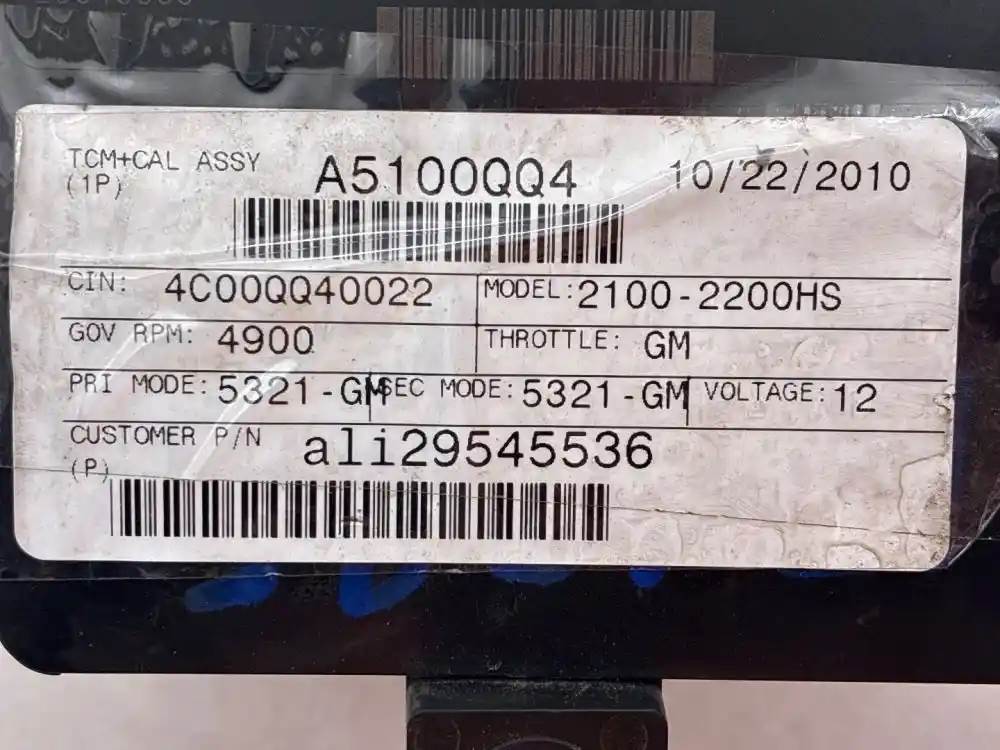 TCM+CAL ASSY A5100QQ4 10/22/2010
(1P)
CIN: 4C00QQ40022 MODEL: 2100-2200HS
GOV RPM: 4900 THROTTLE: GM
PRI MODE: 5321-GM SEC MODE: 5321-GM VOLTAGE: 12
CUSTOMER P/N ali29545536
(P)